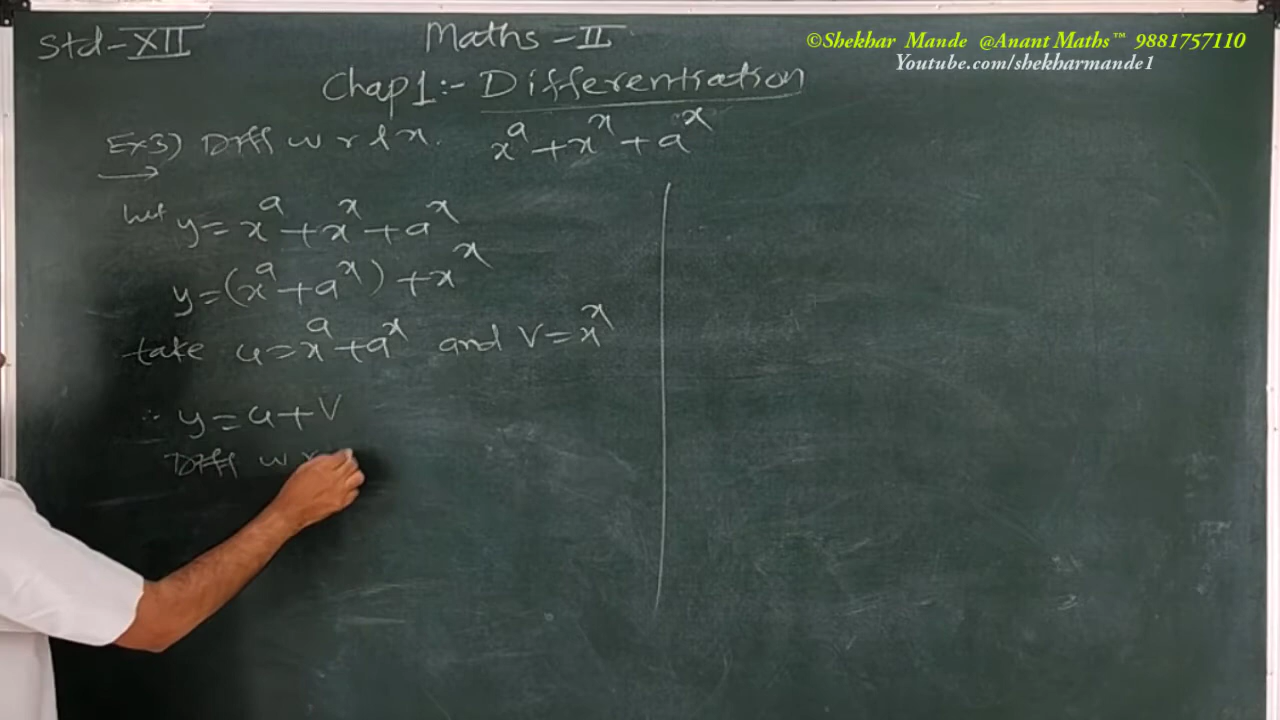 ©Shekhar Mande @Anant Maths™ 9881757110
Youtube.com/shekharmande1
Std-XII
Maths-II
Chap1:- Differentiation
Ex3) Diff w r t x. x^a + x^x + a^x
let y = x^a + x^x + a^x
y = (x^a + a^x) + x^x
take u = x^a + a^x and v = x^x
∴ y = u + v
Diff w r